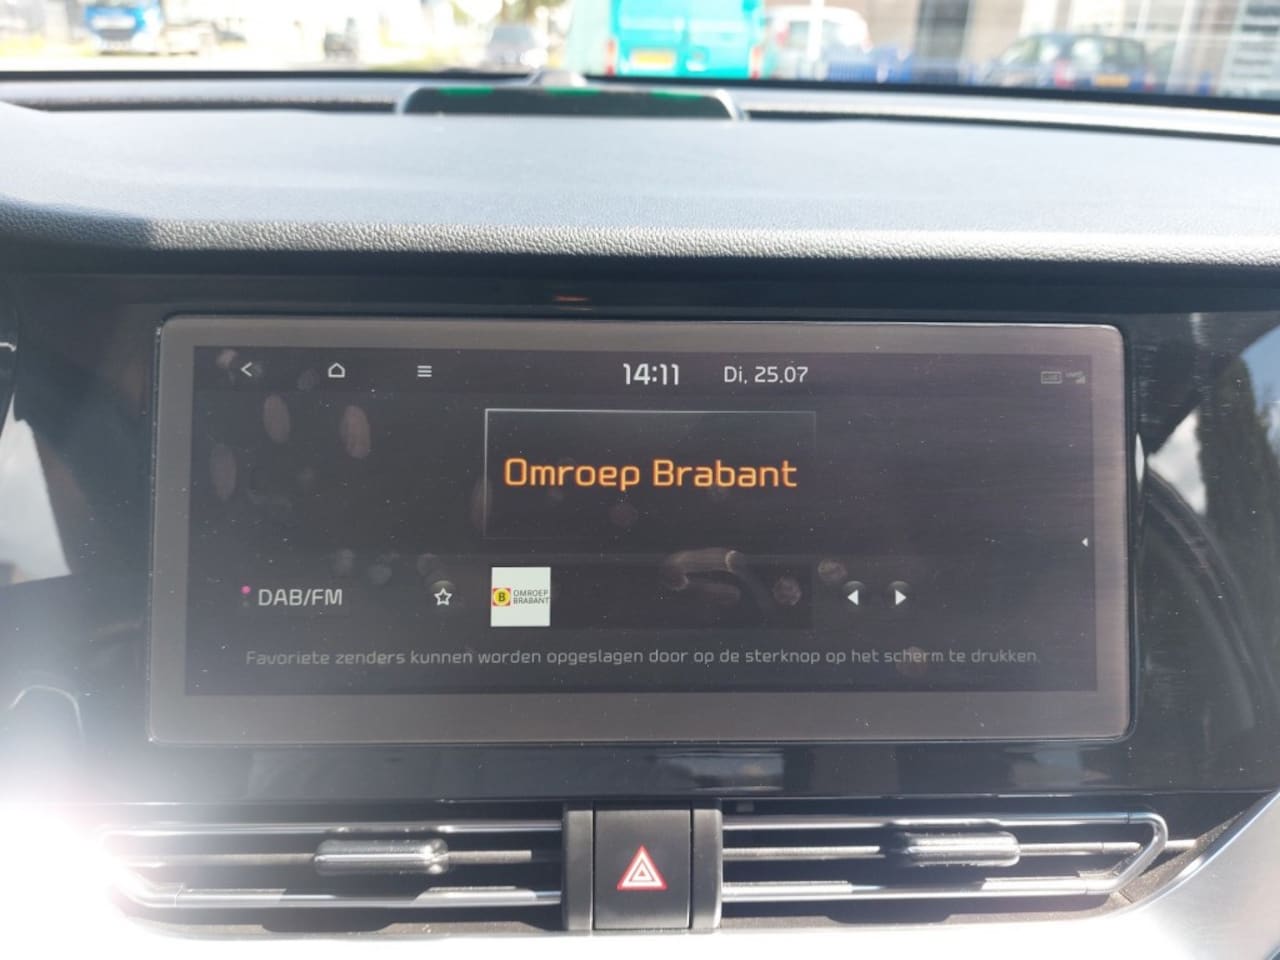 14:11 Di, 25.07
Omroep Brabant
DAB/FM
B OMROEP
BRABANT
Favoriete zenders kunnen worden opgeslagen door op de sterknop op het scherm te drukken.